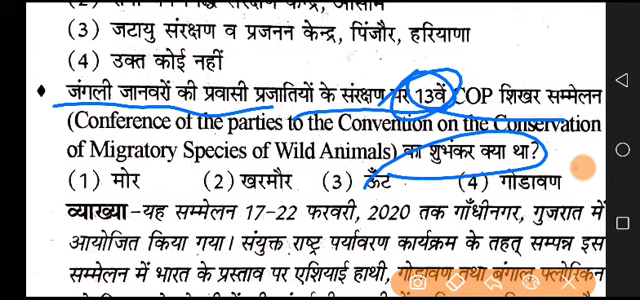 (3) जटायु संरक्षण व प्रजनन केन्द्र, पिंजौर, हरियाणा
(4) उक्त कोई नहीं
♦ जंगली जानवरों की प्रवासी प्रजातियों के संरक्षण पर 13वें COP शिखर सम्मेलन
(Conference of the parties to the Convention on the Conservation
of Migratory Species of Wild Animals) का शुभंकर क्या था?
(1) मोर (2) खरमौर (3) ऊँट (4) गोडावण
व्याख्या–यह सम्मेलन 17-22 फरवरी, 2020 तक गाँधीनगर, गुजरात में
आयोजित किया गया। संयुक्त राष्ट्र पर्यावरण कार्यक्रम के तहत् सम्पन्न इस
सम्मेलन में भारत के प्रस्ताव पर एशियाई हाथी, गोडावण तथा बंगाल फ्लोरिकन